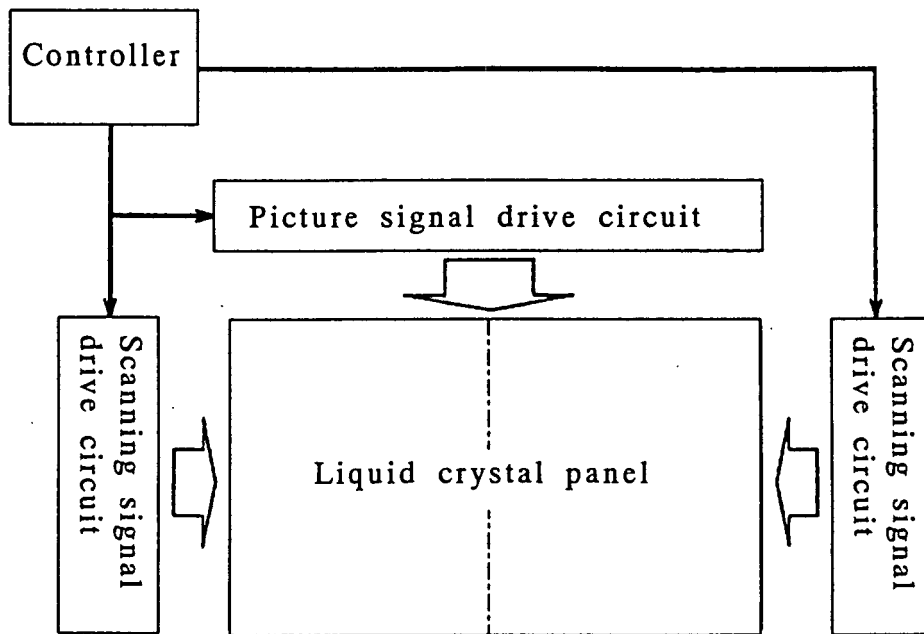 Controller
Picture signal drive circuit
Scanning signal
drive circuit
Liquid crystal panel
Scanning signal
drive circuit